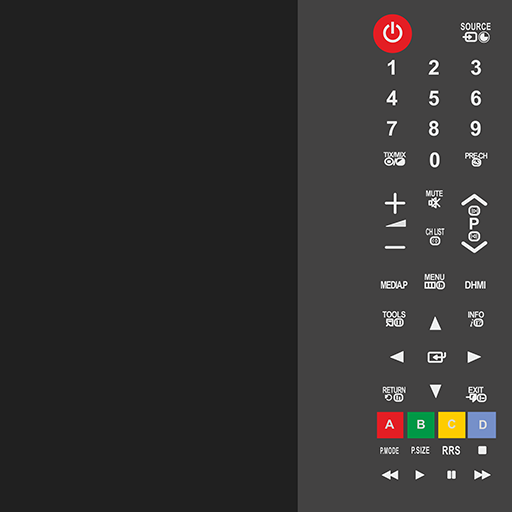 SOURCE
1 2 3
4 5 6
7 8 9
TIX/MIX 0 PRE-CH
MUTE
P
CH LIST
MEDIA.P MENU DHMI
TOOLS INFO
i
RETURN EXIT
A B C D
P.MODE P.SIZE RRS